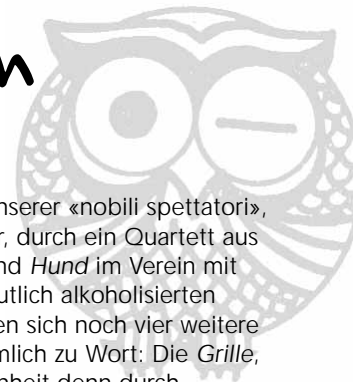 nserer «nobili spettatori»,
r, durch ein Quartett aus
nd Hund im Verein mit
utlich alkoholisierten
en sich noch vier weitere
mlich zu Wort: Die Grille,